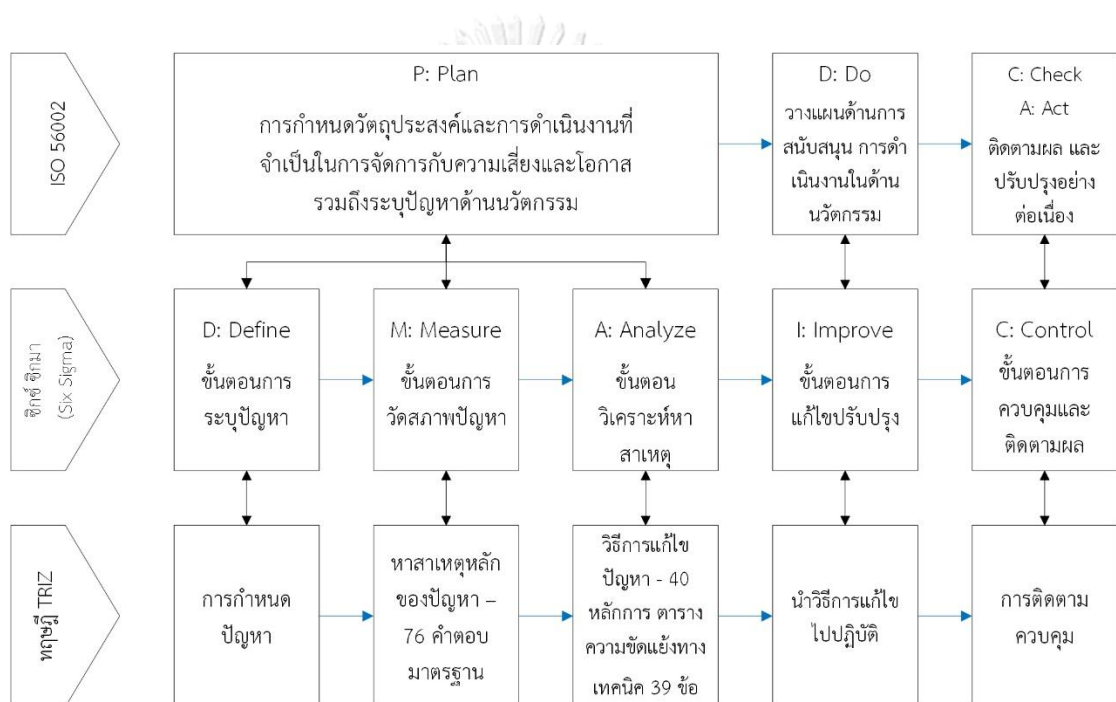 ISO 56002
P: Plan
การกำหนดวัตถุประสงค์และการดำเนินงานที่
จำเป็นในการจัดการกับความเสี่ยงและโอกาส
รวมถึงระบุปัญหาด้านนวัตกรรม
D: Do
วางแผนด้านการ
สนับสนุน การดำ
เนินงานในด้าน
นวัตกรรม
C: Check
A: Act
ติดตามผล และ
ปรับปรุงอย่าง
ต่อเนื่อง
ซิกซ์ ซิกมา
(Six Sigma)
D: Define
ขั้นตอนการ
ระบุปัญหา
M: Measure
ขั้นตอนการ
วัดสภาพปัญหา
A: Analyze
ขั้นตอน
วิเคราะห์หา
สาเหตุ
I: Improve
ขั้นตอนการ
แก้ไขปรับปรุง
C: Control
ขั้นตอนการ
ควบคุมและ
ติดตามผล
ทฤษฎี TRIZ
การกำหนด
ปัญหา
หาสาเหตุหลัก
ของปัญหา –
76 คำตอบ
มาตรฐาน
วิธีการแก้ไข
ปัญหา - 40
หลักการ ตาราง
ความขัดแย้งทาง
เทคนิค 39 ข้อ
นำวิธีการแก้ไข
ไปปฏิบัติ
การติดตาม
ควบคุม